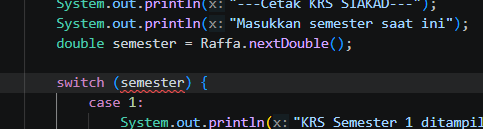 System.out.println(x: "---Cetak KRS SIAKAD---");
System.out.println(x: "Masukkan semester saat ini");
double semester = Raffa.nextDouble();
switch (semester) {
case 1:
System.out.println(x: "KRS Semester 1 ditampil